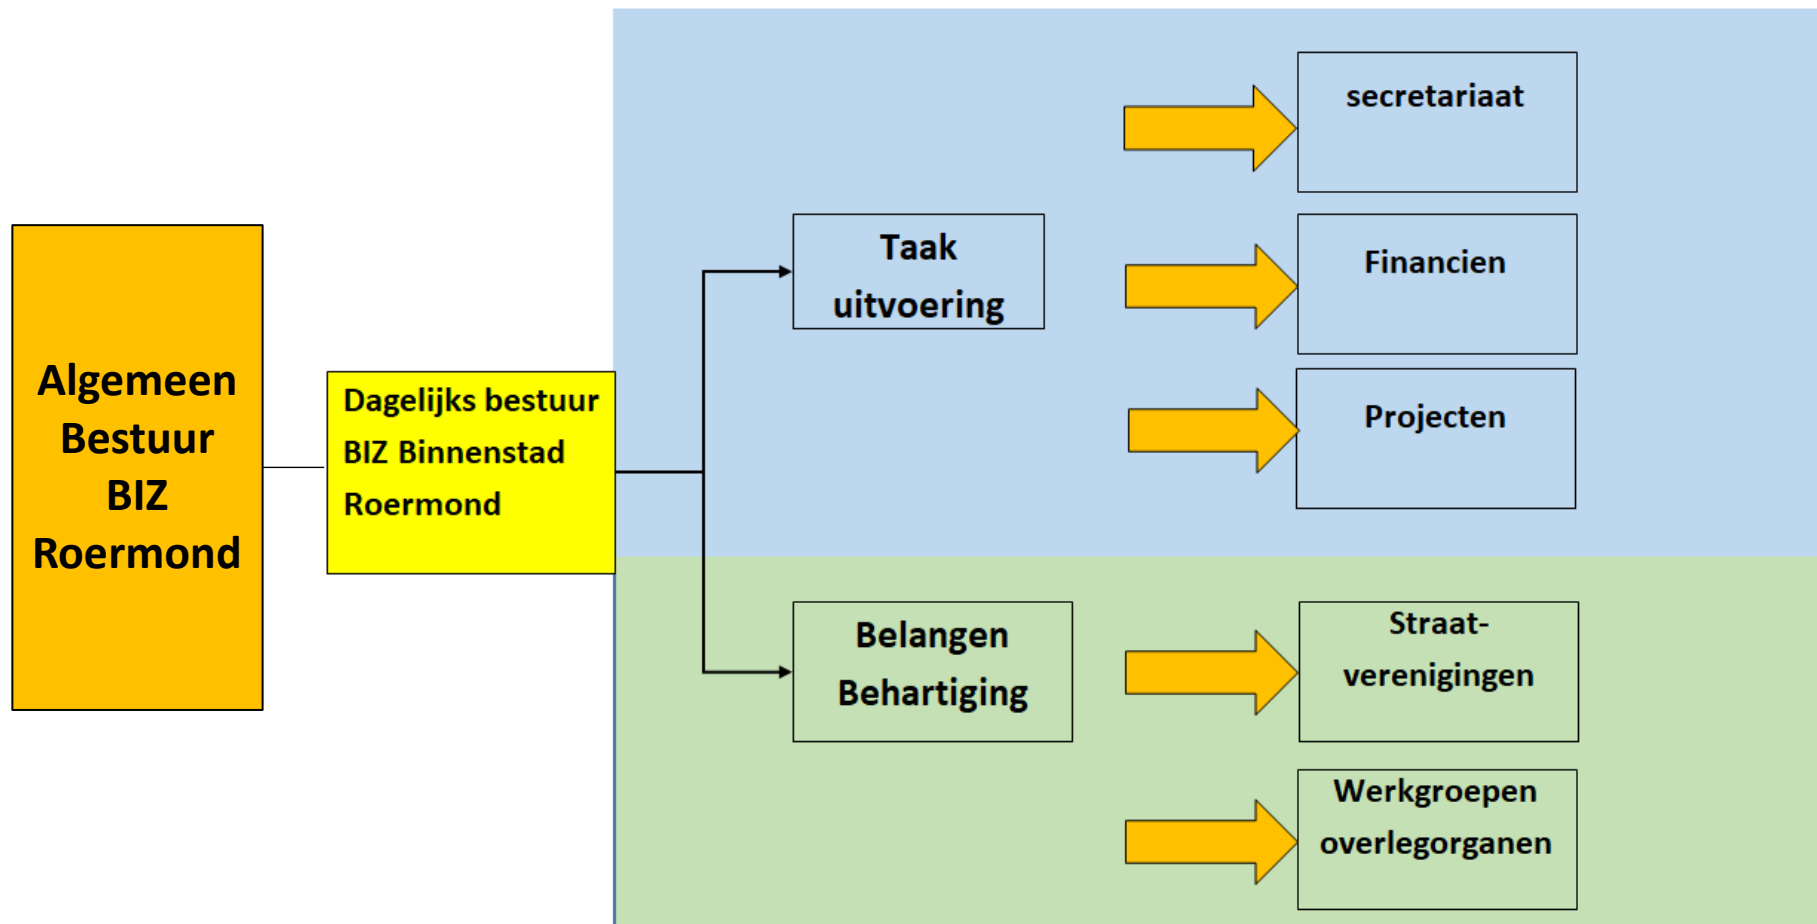 Algemeen
Bestuur
BIZ
Roermond
Dagelijks bestuur
BIZ Binnenstad
Roermond
Taak
uitvoering
secretariaat
Financien
Projecten
Belangen
Behartiging
Straat-
verenigingen
Werkgroepen
overlegorganen